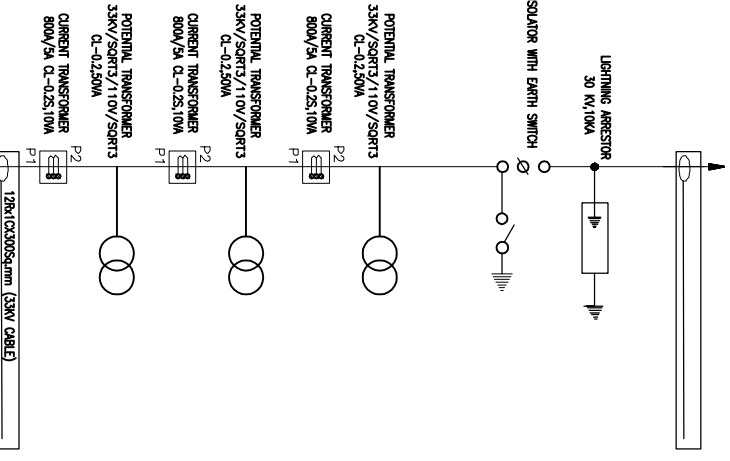 LIGHTNING ARRESTOR
30 KV,10KA
SOLATOR WITH EARTH SWITCH
POTENTIAL TRANSFORMER
33KV/SQRT3/110V/SQRT3
CL-0.2,50VA
CURRENT TRANSFORMER
800A/5A CL-0.2S,10VA
P2
P1
POTENTIAL TRANSFORMER
33KV/SQRT3/110V/SQRT3
CL-0.2,50VA
CURRENT TRANSFORMER
800A/5A CL-0.2S,10VA
P2
P1
POTENTIAL TRANSFORMER
33KV/SQRT3/110V/SQRT3
CL-0.2,50VA
CURRENT TRANSFORMER
800A/5A CL-0.2S,10VA
P2
P1
12Rx1CX300Sq.mm (33KV CABLE)